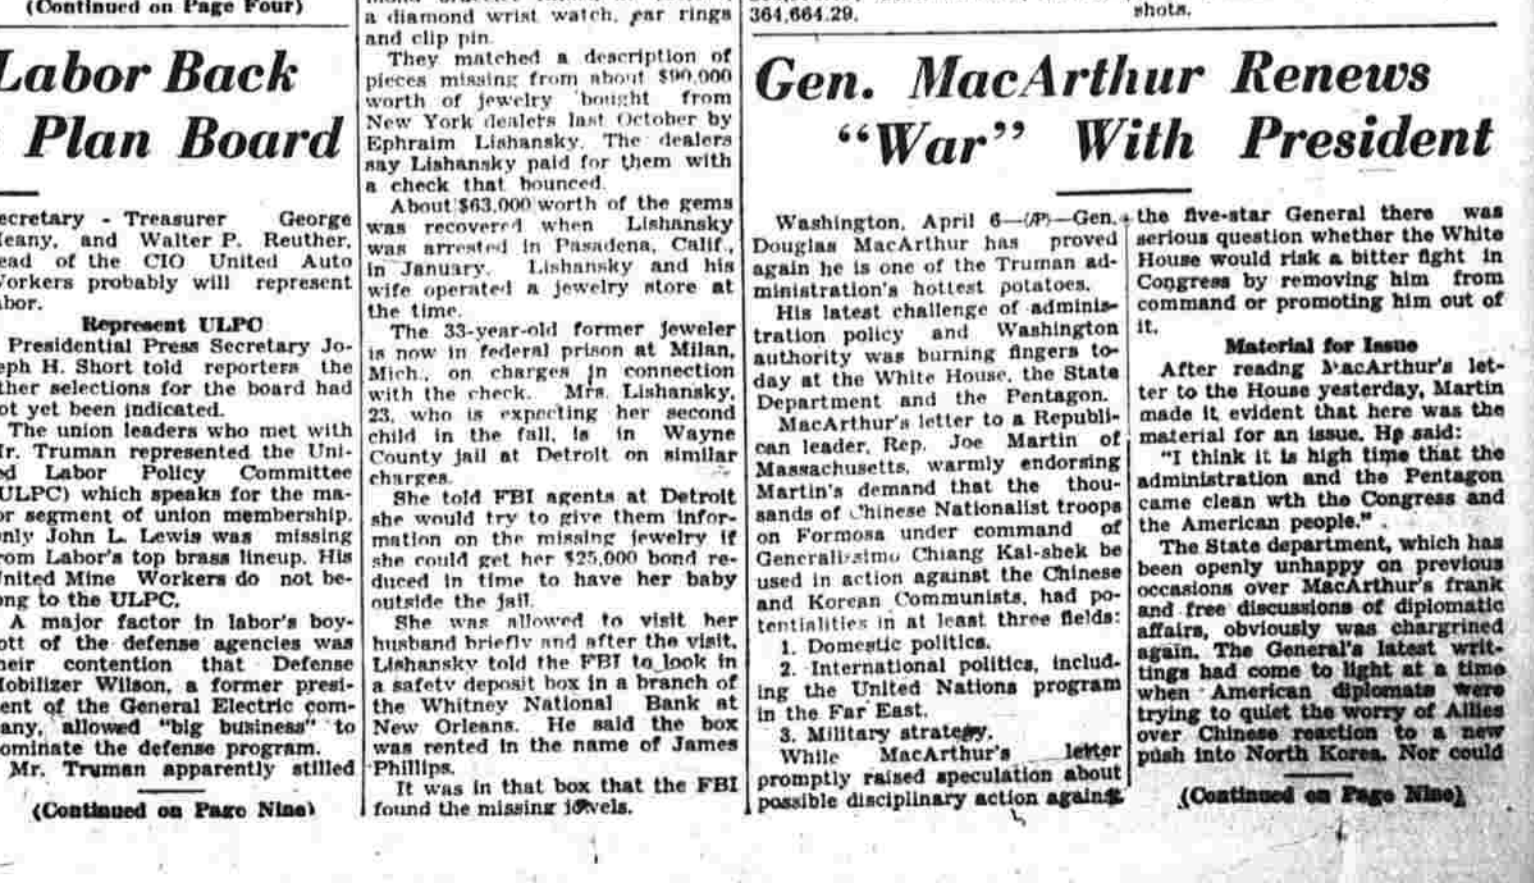 (Continued on Page Four)
Labor Back
Plan Board
ecretary - Treasurer George
eany, and Walter P. Reuther,
ead of the CIO United Auto
orkers probably will represent
bor.
Represent ULPC
Presidential Press Secretary Jo-
eph H. Short told reporters the
ther selections for the board had
ot yet been indicated.
The union leaders who met with
r. Truman represented the Uni-
ed Labor Policy Committee
ULPC) which speaks for the ma-
or segment of union membership.
nly John L. Lewis was missing
rom Labor's top brass lineup. His
nited Mine Workers do not be-
ong to the ULPC.
A major factor in labor's boy-
ott of the defense agencies was
heir contention that Defense
obilizer Wilson, a former presi-
ent of the General Electric com-
any, allowed "big business" to
ominate the defense program.
Mr. Truman apparently stilled
(Continued on Page Nine)
a diamond wrist watch, ear rings
and clip pin.
They matched a description of
pieces missing from about $90,000
worth of jewelry bought from
New York dealers last October by
Ephraim Lishansky. The dealers
say Lishansky paid for them with
a check that bounced.
About $63,000 worth of the gems
was recovered when Lishansky
was arrested in Pasadena, Calif.,
in January. Lishansky and his
wife operated a jewelry store at
the time.
The 33-year-old former jeweler
is now in federal prison at Milan,
Mich., on charges in connection
with the check. Mrs. Lishansky,
23, who is expecting her second
child in the fall, is in Wayne
County jail at Detroit on similar
charges.
She told FBI agents at Detroit
she would try to give them infor-
mation on the missing jewelry if
she could get her $25,000 bond re-
duced in time to have her baby
outside the jail.
She was allowed to visit her
husband briefly and after the visit,
Lishansky told the FBI to look in
a safety deposit box in a branch of
the Whitney National Bank at
New Orleans. He said the box
was rented in the name of James
Phillips.
It was in that box that the FBI
found the missing jewels.
364,664.29.
shots.
Gen. MacArthur Renews
"War" With President
Washington, April 6—(AP)—Gen.
Douglas MacArthur has proved
again he is one of the Truman ad-
ministration's hottest potatoes.
His latest challenge of adminis-
tration policy and Washington
authority was burning fingers to-
day at the White House, the State
Department and the Pentagon.
MacArthur's letter to a Republi-
can leader, Rep. Joe Martin of
Massachusetts, warmly endorsing
Martin's demand that the thou-
sands of Chinese Nationalist troops
on Formosa under command of
Generalissimo Chiang Kai-shek be
used in action against the Chinese
and Korean Communists, had po-
tentialities in at least three fields:
1. Domestic politics.
2. International politics, includ-
ing the United Nations program
in the Far East.
3. Military strategy.
While MacArthur's letter
promptly raised speculation about
possible disciplinary action against
the five-star General there was
serious question whether the White
House would risk a bitter fight in
Congress by removing him from
command or promoting him out of
it.
Material for Issue
After readng MacArthur's let-
ter to the House yesterday, Martin
made it evident that here was the
material for an issue. He said:
"I think it is high time that the
administration and the Pentagon
came clean wth the Congress and
the American people."
The State department, which has
been openly unhappy on previous
occasions over MacArthur's frank
and free discussions of diplomatic
affairs, obviously was chargrined
again. The General's latest writ-
tings had come to light at a time
when American diplomats were
trying to quiet the worry of Allies
over Chinese reaction to a new
push into North Korea. Nor could
(Continued on Page Nine)